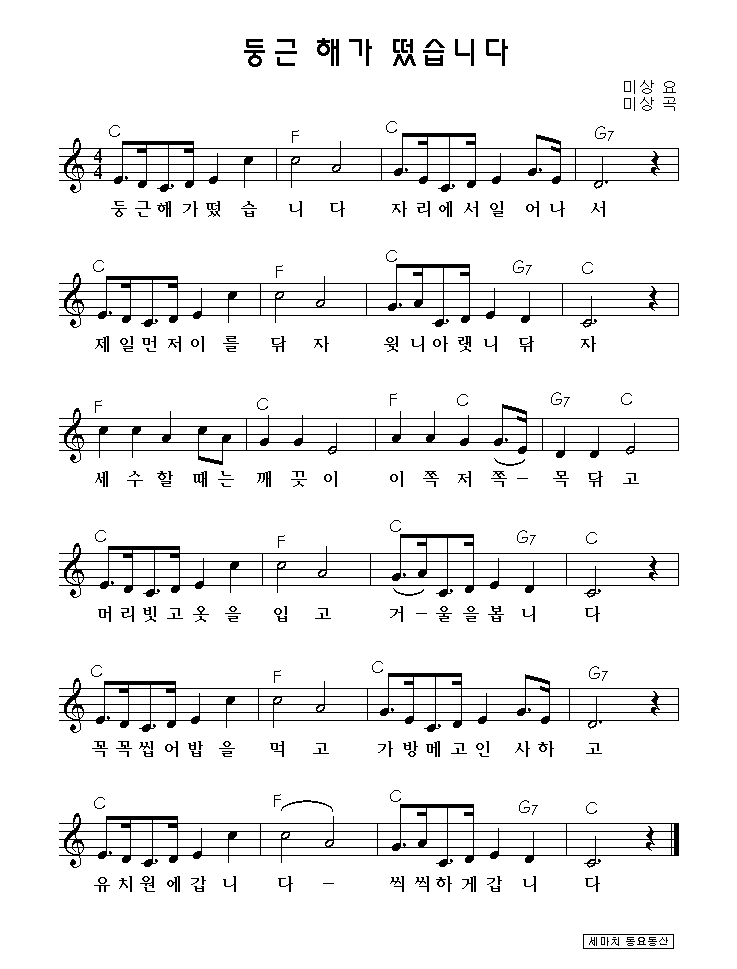 둥근 해가 떴습니다
미상 요
미상 곡
C F C G7
4
4
둥근해가떴 습 니 다 자리에서일 어나 서
C F C G7 C
제일먼저이 를 닦 자 윗니아랫니 닦 자
F C F C G7 C
세 수 할 때는 깨 끗 이 이 쪽 저 쪽 - 목 닦 고
C F C G7 C
머리빗고옷 을 입 고 거 - 울을봅 니 다
C F C G7
꼭꼭씹어밥 을 먹 고 가방메고인 사하 고
C F C G7 C
유치원에갑 니 다 - 씩씩하게갑 니 다
세마치 동요동산